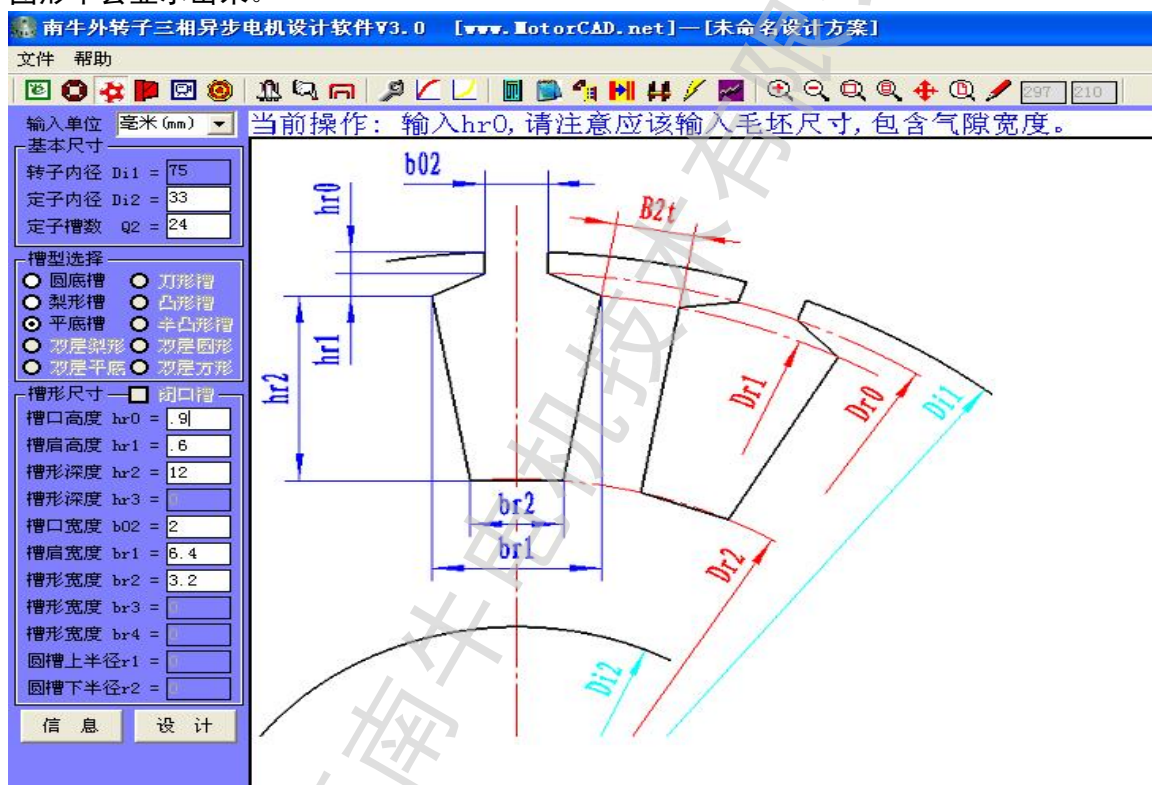 南牛外转子三相异步电机设计软件V3.0 [www.MotorCAD.net]—[未命名设计方案]
文件 帮助
297 210
输入单位 毫米(mm)
当前操作: 输入hr0,请注意应该输入毛坯尺寸,包含气隙宽度。
基本尺寸
转子内径 Di1 = 75
定子内径 Di2 = 33
定子槽数 Q2 = 24
槽型选择
圆底槽 刀形槽
梨形槽 凸形槽
平底槽 半凸形槽
双层梨形 双层圆形
双层平底 双层方形
槽形尺寸 闭口槽
槽口高度 hr0 = .9
槽肩高度 hr1 = .6
槽形深度 hr2 = 12
槽形深度 hr3 = 0
槽口宽度 b02 = 2
槽肩宽度 br1 = 6.4
槽形宽度 br2 = 3.2
槽形宽度 br3 = 0
槽形宽度 br4 = 0
圆槽上半径r1 = 0
圆槽下半径r2 = 0
信 息 设 计
b02
hr0
B2t
hr1
hr2
Dr1
Dr0
Di1
br2
br1
Dr2
Di2
南牛电机技术有限